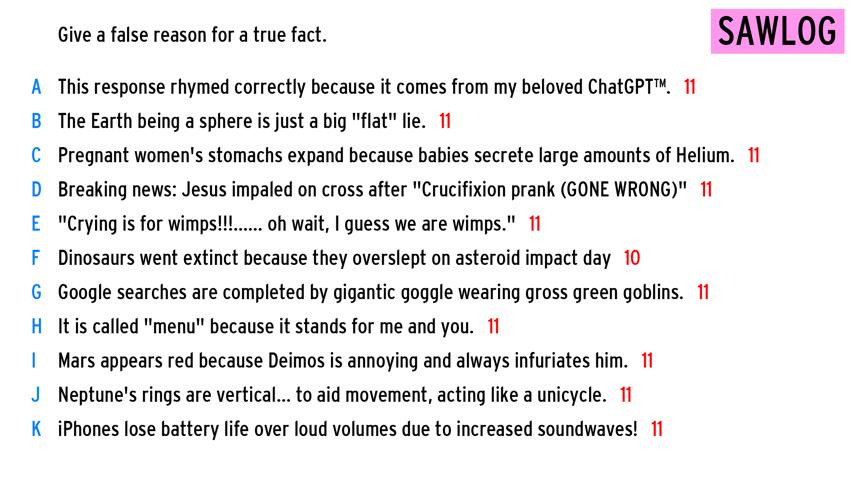 Give a false reason for a true fact.
SAWLOG
A This response rhymed correctly because it comes from my beloved ChatGPT™. 11
B The Earth being a sphere is just a big "flat" lie. 11
C Pregnant women's stomachs expand because babies secrete large amounts of Helium. 11
D Breaking news: Jesus impaled on cross after "Crucifixion prank (GONE WRONG)" 11
E "Crying is for wimps!!!...... oh wait, I guess we are wimps." 11
F Dinosaurs went extinct because they overslept on asteroid impact day 10
G Google searches are completed by gigantic goggle wearing gross green goblins. 11
H It is called "menu" because it stands for me and you. 11
I Mars appears red because Deimos is annoying and always infuriates him. 11
J Neptune's rings are vertical... to aid movement, acting like a unicycle. 11
K iPhones lose battery life over loud volumes due to increased soundwaves! 11